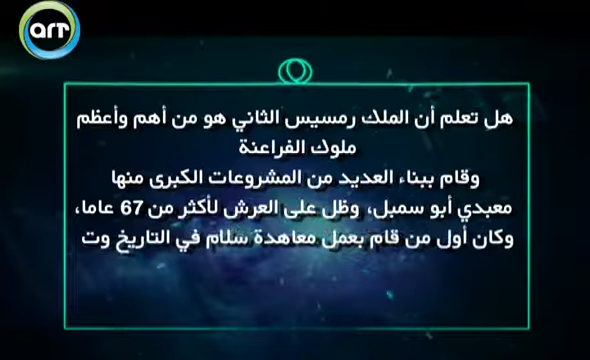 art
هل تعلم أن الملك رمسيس الثاني هو من أهم وأعظم
ملوك الفراعنة
وقام ببناء العديد من المشروعات الكبرى منها
معبدي أبو سمبل، وظل على العرش لأكثر من 67 عاما،
وكان أول من قام بعمل معاهدة سلام في التاريخ وت